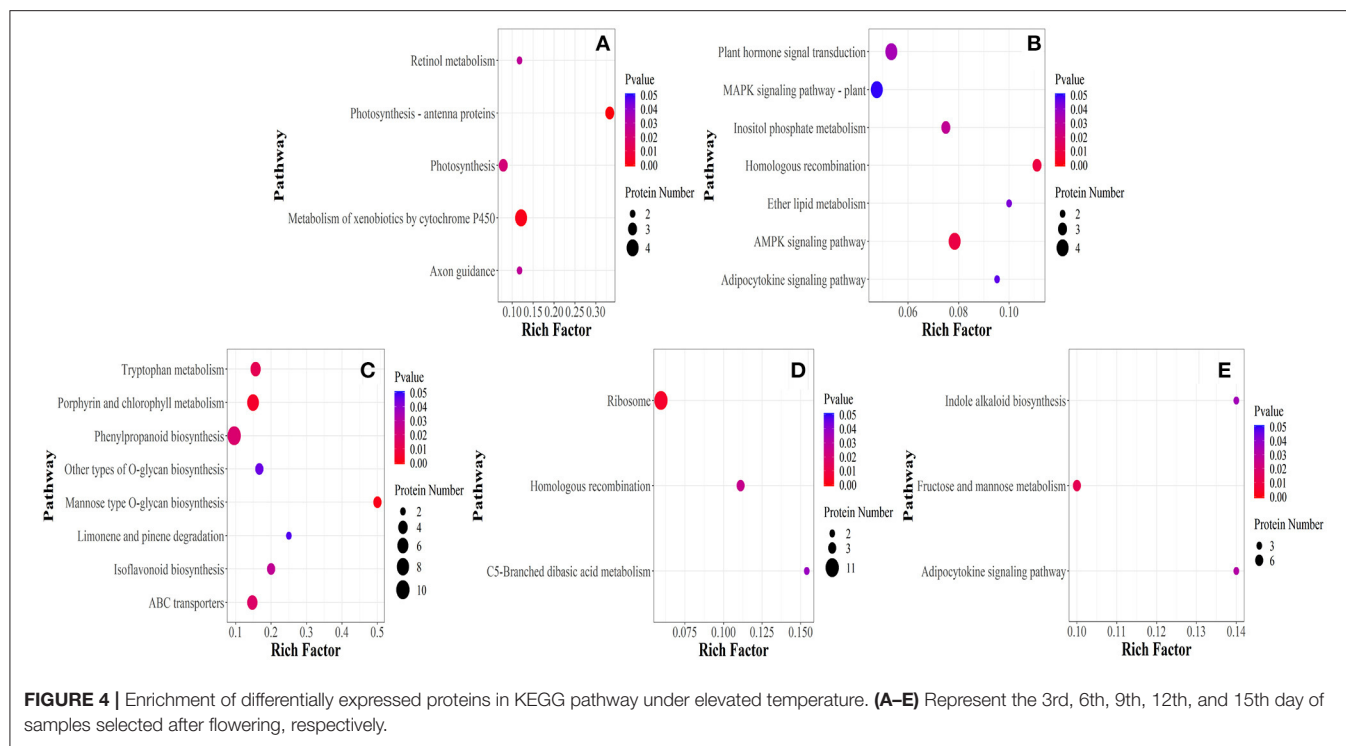 A
Retinol metabolism
Photosynthesis - antenna proteins
Photosynthesis
Metabolism of xenobiotics by cytochrome P450
Axon guidance
Pathway
0.10 0.15 0.20 0.25 0.30
Rich Factor
Pvalue
0.05
0.04
0.03
0.02
0.01
0.00
Protein Number
2
3
4
B
Plant hormone signal transduction
MAPK signaling pathway - plant
Inositol phosphate metabolism
Homologous recombination
Ether lipid metabolism
AMPK signaling pathway
Adipocytokine signaling pathway
Pathway
0.06 0.08 0.10
Rich Factor
Pvalue
0.05
0.04
0.03
0.02
0.01
0.00
Protein Number
2
3
4
C
Tryptophan metabolism
Porphyrin and chlorophyll metabolism
Phenylpropanoid biosynthesis
Other types of O-glycan biosynthesis
Mannose type O-glycan biosynthesis
Limonene and pinene degradation
Isoflavonoid biosynthesis
ABC transporters
Pathway
0.1 0.2 0.3 0.4 0.5
Rich Factor
Pvalue
0.05
0.04
0.03
0.02
0.01
0.00
Protein Number
2
4
6
8
10
D
Ribosome
Homologous recombination
C5-Branched dibasic acid metabolism
Pathway
0.075 0.100 0.125 0.150
Rich Factor
Pvalue
0.05
0.04
0.03
0.02
0.01
0.00
Protein Number
2
3
11
E
Indole alkaloid biosynthesis
Fructose and mannose metabolism
Adipocytokine signaling pathway
Pathway
0.10 0.11 0.12 0.13 0.14
Rich Factor
Pvalue
0.05
0.04
0.03
0.02
0.01
0.00
Protein Number
3
6
FIGURE 4 | Enrichment of differentially expressed proteins in KEGG pathway under elevated temperature. (A–E) Represent the 3rd, 6th, 9th, 12th, and 15th day of
samples selected after flowering, respectively.